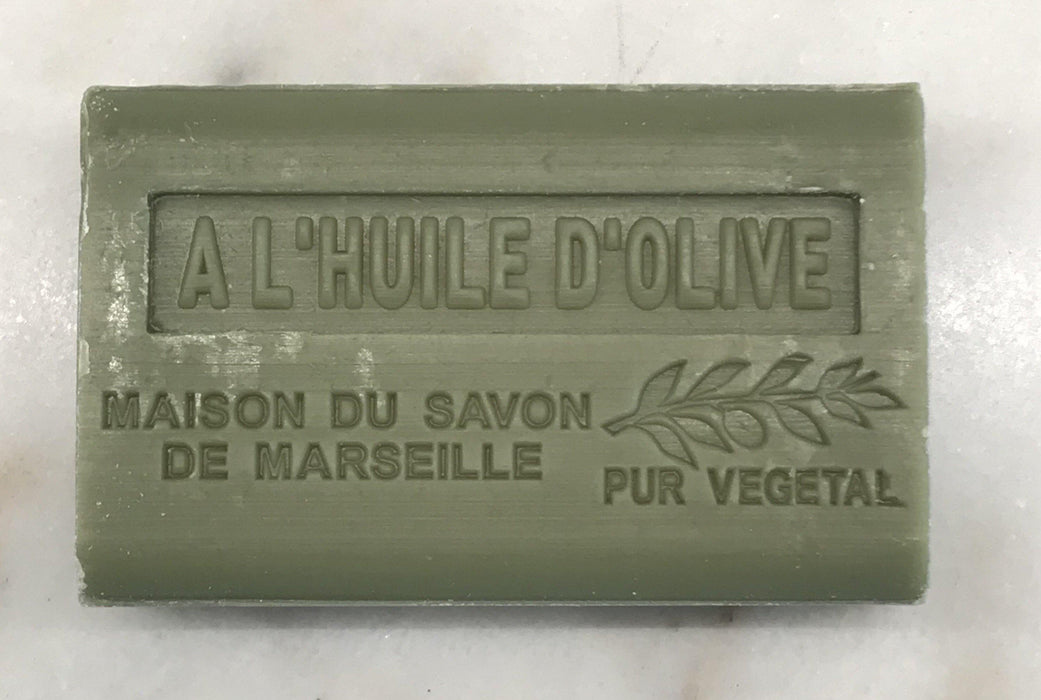 A L'HUILE D'OLIVE
MAISON DU SAVON
DE MARSEILLE
PUR VEGETAL